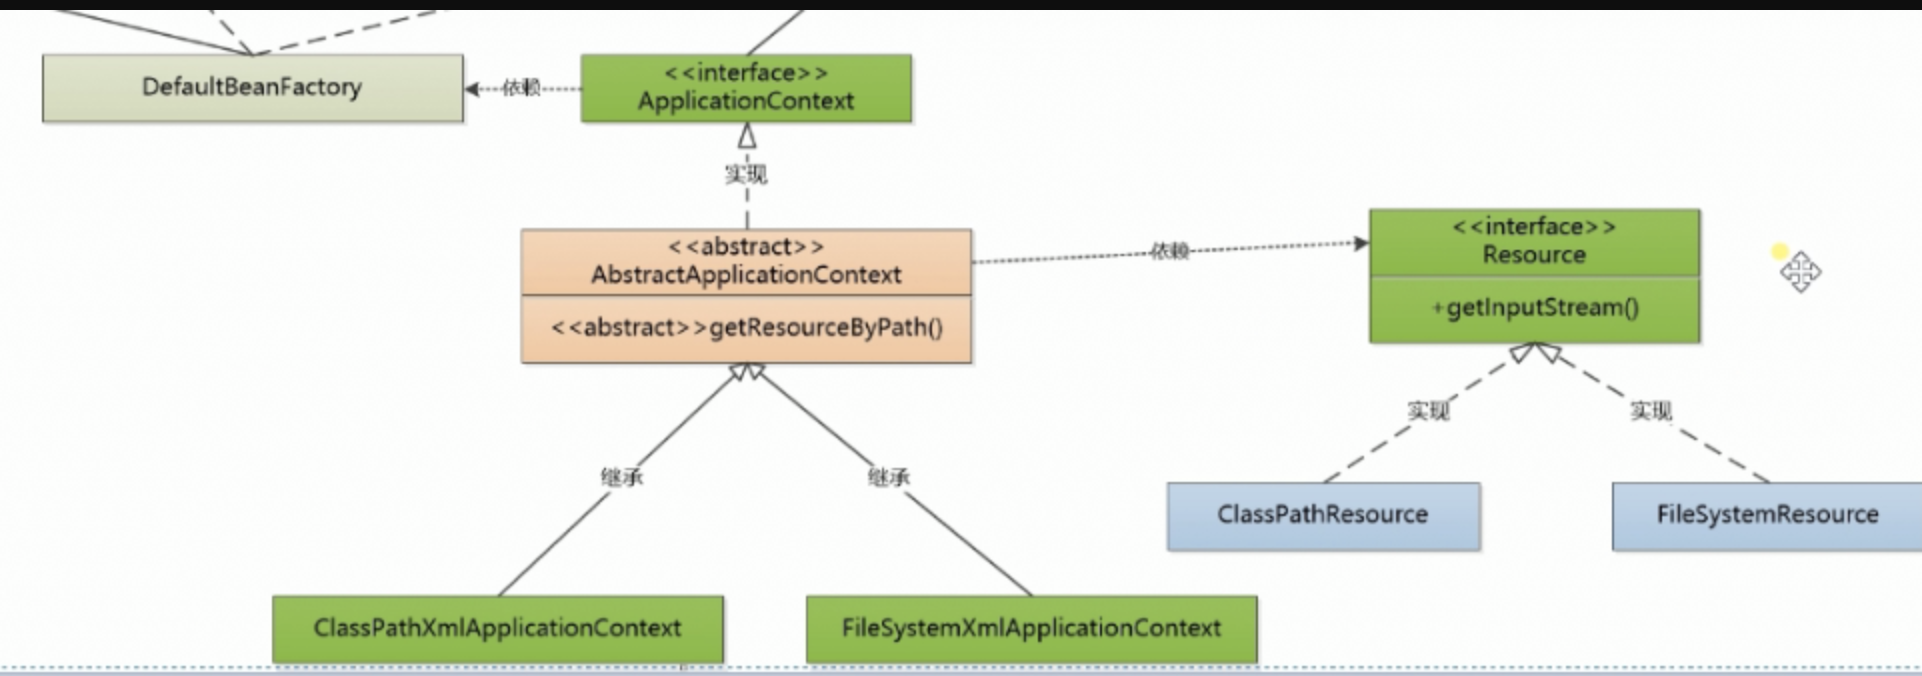 DefaultBeanFactory
依赖
<<interface>>
ApplicationContext
实现
<<abstract>>
AbstractApplicationContext
<<abstract>>getResourceByPath()
依赖
<<interface>>
Resource
+getInputStream()
实现
实现
继承
继承
ClassPathResource
FileSystemResource
ClassPathXmlApplicationContext
FileSystemXmlApplicationContext